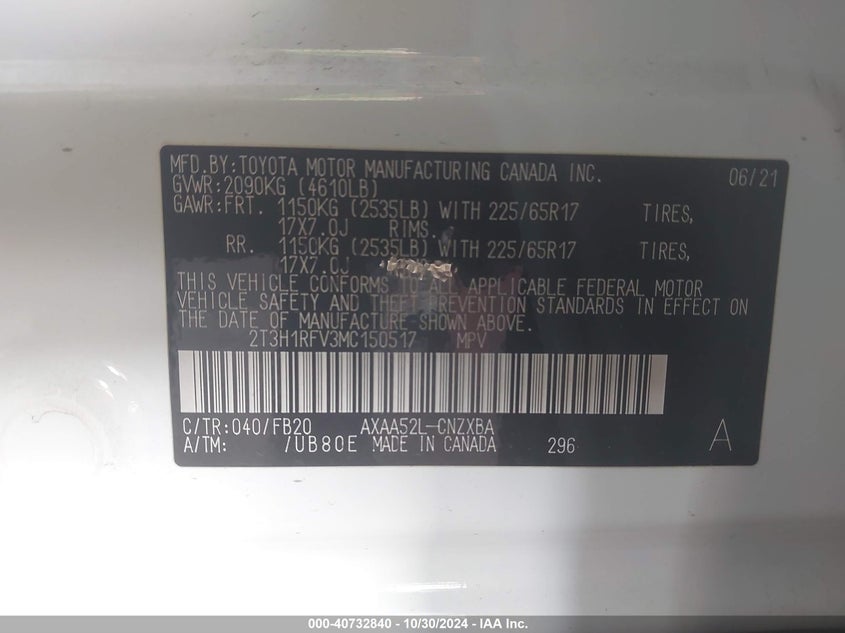 MFD.BY:TOYOTA MOTOR MANUFACTURING CANADA INC. 06/21
GVWR:2090KG (4610LB)
GAWR:FRT. 1150KG (2535LB) WITH 225/65R17 TIRES,
17X7.0J RIMS.
RR. 1150KG (2535LB) WITH 225/65R17 TIRES,
17X7.0J
THIS VEHICLE CONFORMS TO ALL APPLICABLE FEDERAL MOTOR
VEHICLE SAFETY AND THEFT PREVENTION STANDARDS IN EFFECT ON
THE DATE OF MANUFACTURE SHOWN ABOVE.
2T3H1RFV3MC150517 MPV
C/TR:040/FB20 AXAA52L-CNZXBA
A/TM: /UB80E MADE IN CANADA 296 A
000-40732840 - 10/30/2024 - IAA Inc.